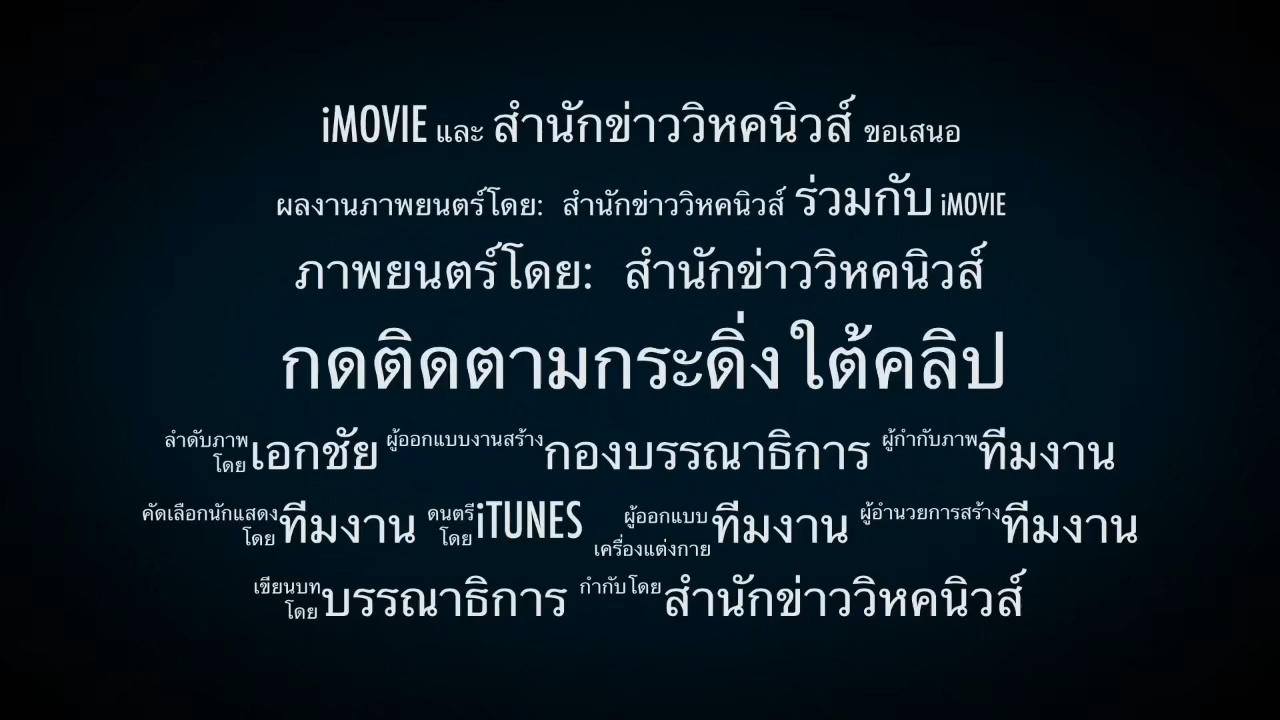 iMOVIE และ สำนักข่าววิหคนิวส์ ขอเสนอ
ผลงานภาพยนตร์โดย: สำนักข่าววิหคนิวส์ ร่วมกับ iMOVIE
ภาพยนตร์โดย: สำนักข่าววิหคนิวส์
กดติดตามกระดิ่ง ใต้คลิป
ลำดับภาพโดย เอกชัย ผู้ออกแบบงานสร้าง กองบรรณาธิการ ผู้กำกับภาพ ทีมงาน
คัดเลือกนักแสดงโดย ทีมงาน ดนตรีโดย iTUNES ผู้ออกแบบเครื่องแต่งกาย ทีมงาน ผู้อำนวยการสร้าง ทีมงาน
เขียนบทโดย บรรณาธิการ กำกับโดย สำนักข่าววิหคนิวส์